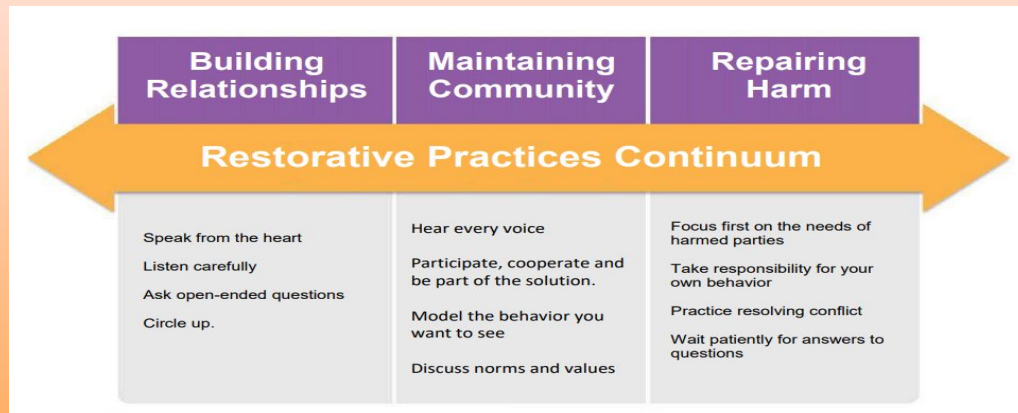 Building
Relationships
Maintaining
Community
Repairing
Harm
Restorative Practices Continuum
Speak from the heart
Listen carefully
Ask open-ended questions
Circle up.
Hear every voice
Participate, cooperate and
be part of the solution.
Model the behavior you
want to see
Discuss norms and values
Focus first on the needs of
harmed parties
Take responsibility for your
own behavior
Practice resolving conflict
Wait patiently for answers to
questions